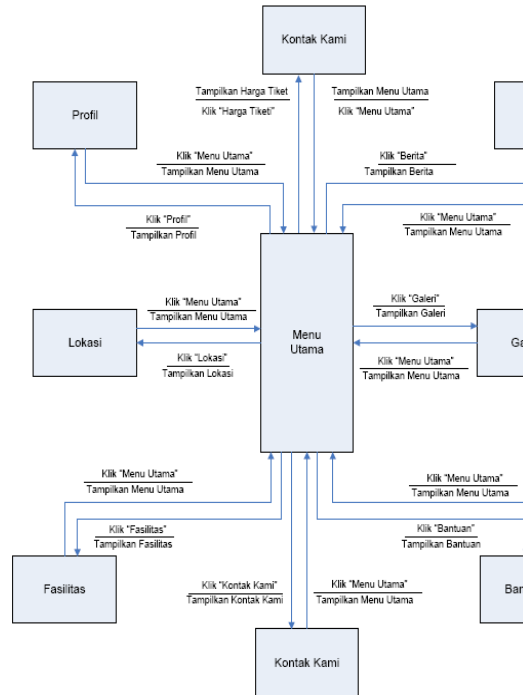 Kontak Kami
Tampilkan Harga Tiket
Klik "Harga Tiketi"
Tampilkan Menu Utama
Klik "Menu Utama"
Profil
Klik "Menu Utama"
Tampilkan Menu Utama
Klik "Berita"
Tampilkan Berita
Klik "Profil"
Tampilkan Profil
Klik "Menu Utama"
Tampilkan Menu Utama
Klik "Menu Utama"
Tampilkan Menu Utama
Klik "Galeri"
Tampilkan Galeri
Lokasi
Menu
Utama
Ga
Klik "Lokasi"
Tampilkan Lokasi
Klik "Menu Utama"
Tampilkan Menu Utama
Klik "Menu Utama"
Tampilkan Menu Utama
Klik "Menu Utama"
Tampilkan Menu Utama
Klik "Fasilitas"
Tampilkan Fasilitas
Klik "Bantuan"
Tampilkan Bantuan
Fasilitas
Klik "Kontak Kami"
Tampilkan Kontak Kami
Klik "Menu Utama"
Tampilkan Menu Utama
Ban
Kontak Kami